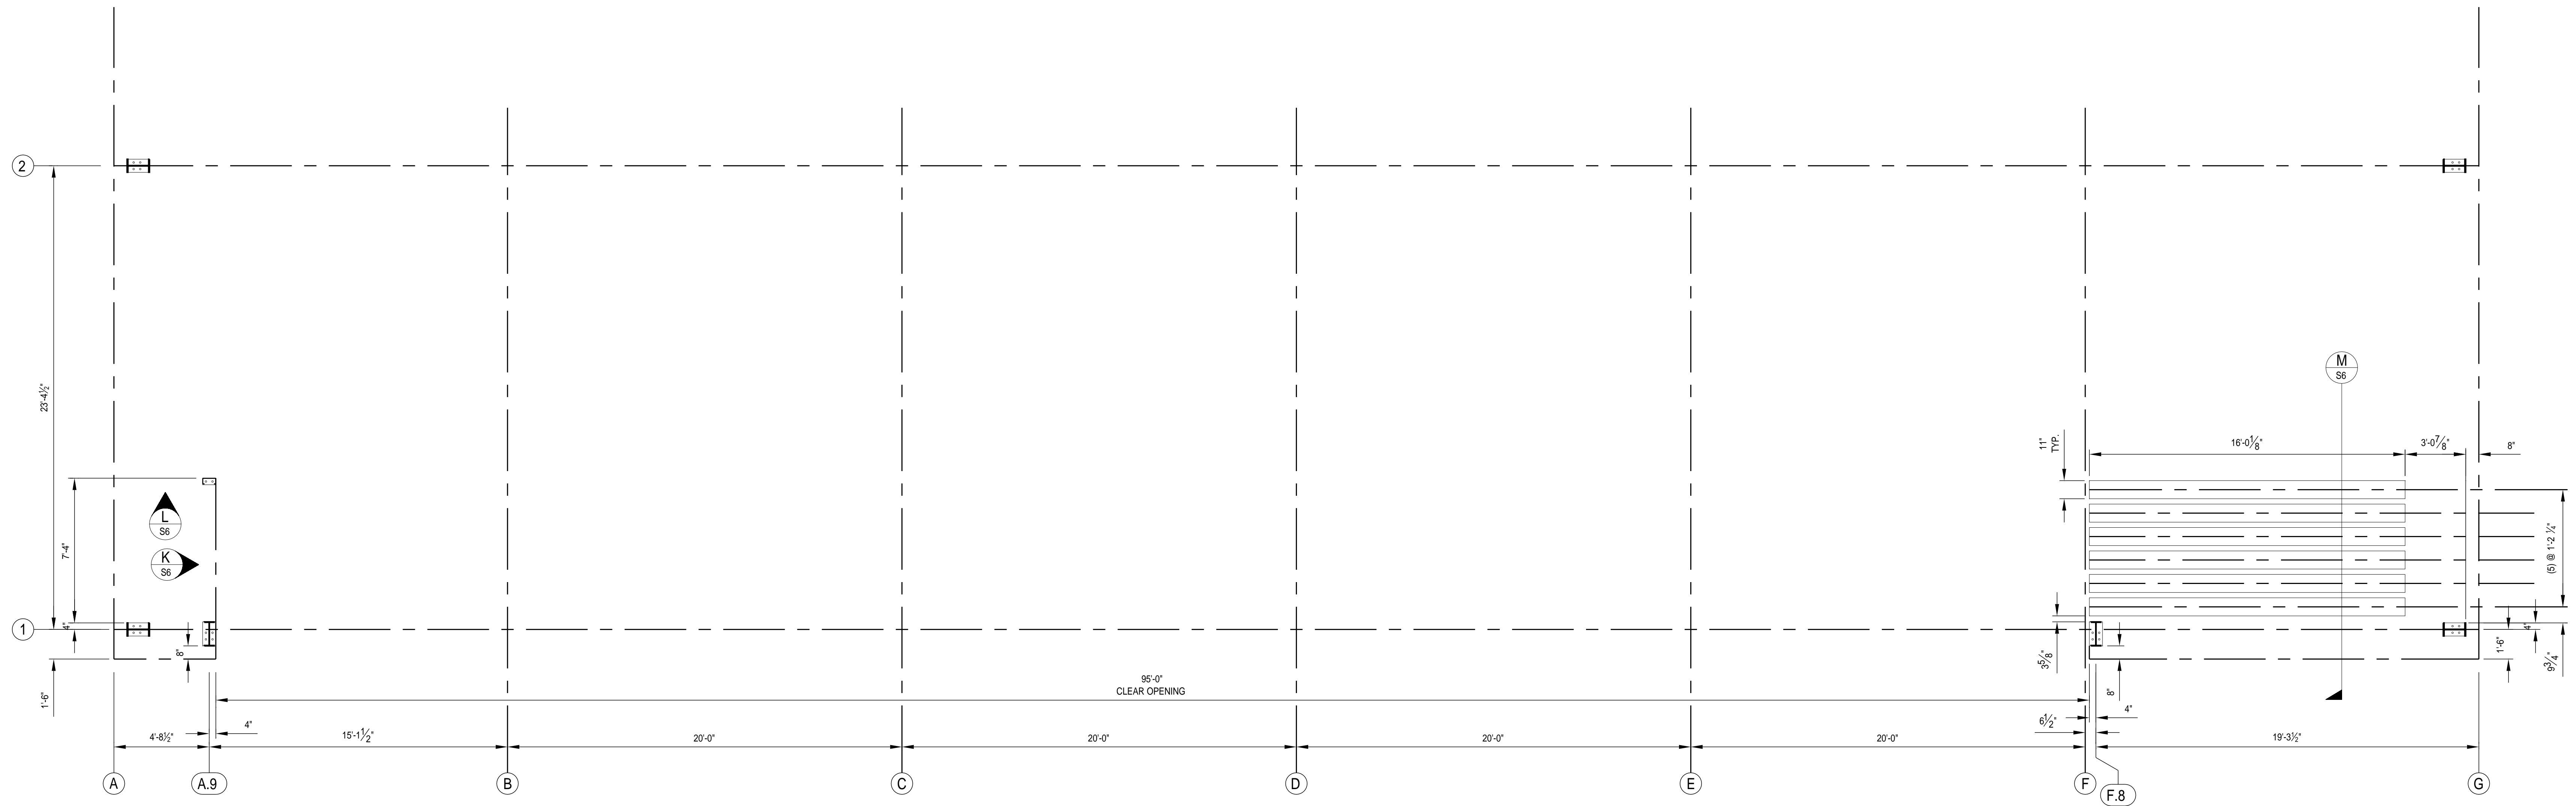 2
23'-4½"
M
S6
11"
TYP.
16'-0⅛"
3'-0⅞"
8"
L
S6
7'-4"
K
S6
(5) @ 1'-2 ¼"
1
4"
8"
1'-6"
3⅝"
4"
1'-6"
9¾"
95'-0"
CLEAR OPENING
8"
4"
6½"
4"
4'-8½"
15'-1½"
20'-0"
20'-0"
20'-0"
20'-0"
19'-3½"
A
A.9
B
C
D
E
F
F.8
G